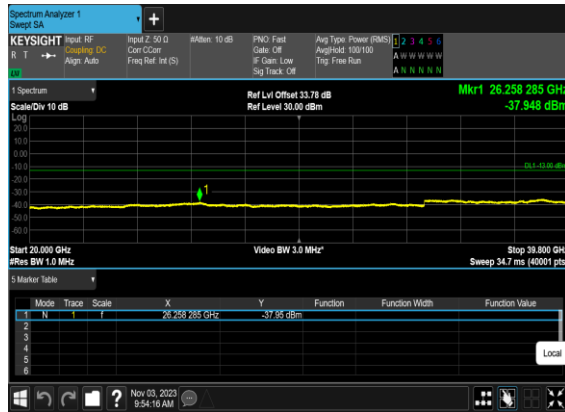 Spectrum Analyzer 1
Swept SA
+
KEYSIGHT Input: RF Input Z: 50 Ω #Atten: 10 dB PNO: Fast Avg Type: Power (RMS) 1 2 3 4 5 6
R T Coupling: DC Corr CCorr Gate: Off Avg|Hold: 100/100 A W W W W W
Align: Auto Freq Ref: Int (S) IF Gain: Low Trig: Free Run
LW Sig Track: Off A N N N N N
1 Spectrum Ref Lvl Offset 33.78 dB Mkr1 26.258 285 GHz
Scale/Div 10 dB Ref Level 30.00 dBm -37.948 dBm
Log
20.0
10.0
0.00
-10.0 DL1 -13.00 dBm
-20.0
-30.0 1
-40.0
-50.0
-60.0
Start 20.000 GHz Video BW 3.0 MHz* Stop 39.800 GHz
#Res BW 1.0 MHz Sweep 34.7 ms (40001 pts)
5 Marker Table
Mode Trace Scale X Y Function Function Width Function Value
1 N 1 f 26.258 285 GHz -37.95 dBm
2
3
4
5
6
Local
? Nov 03, 2023
9:54:16 AM